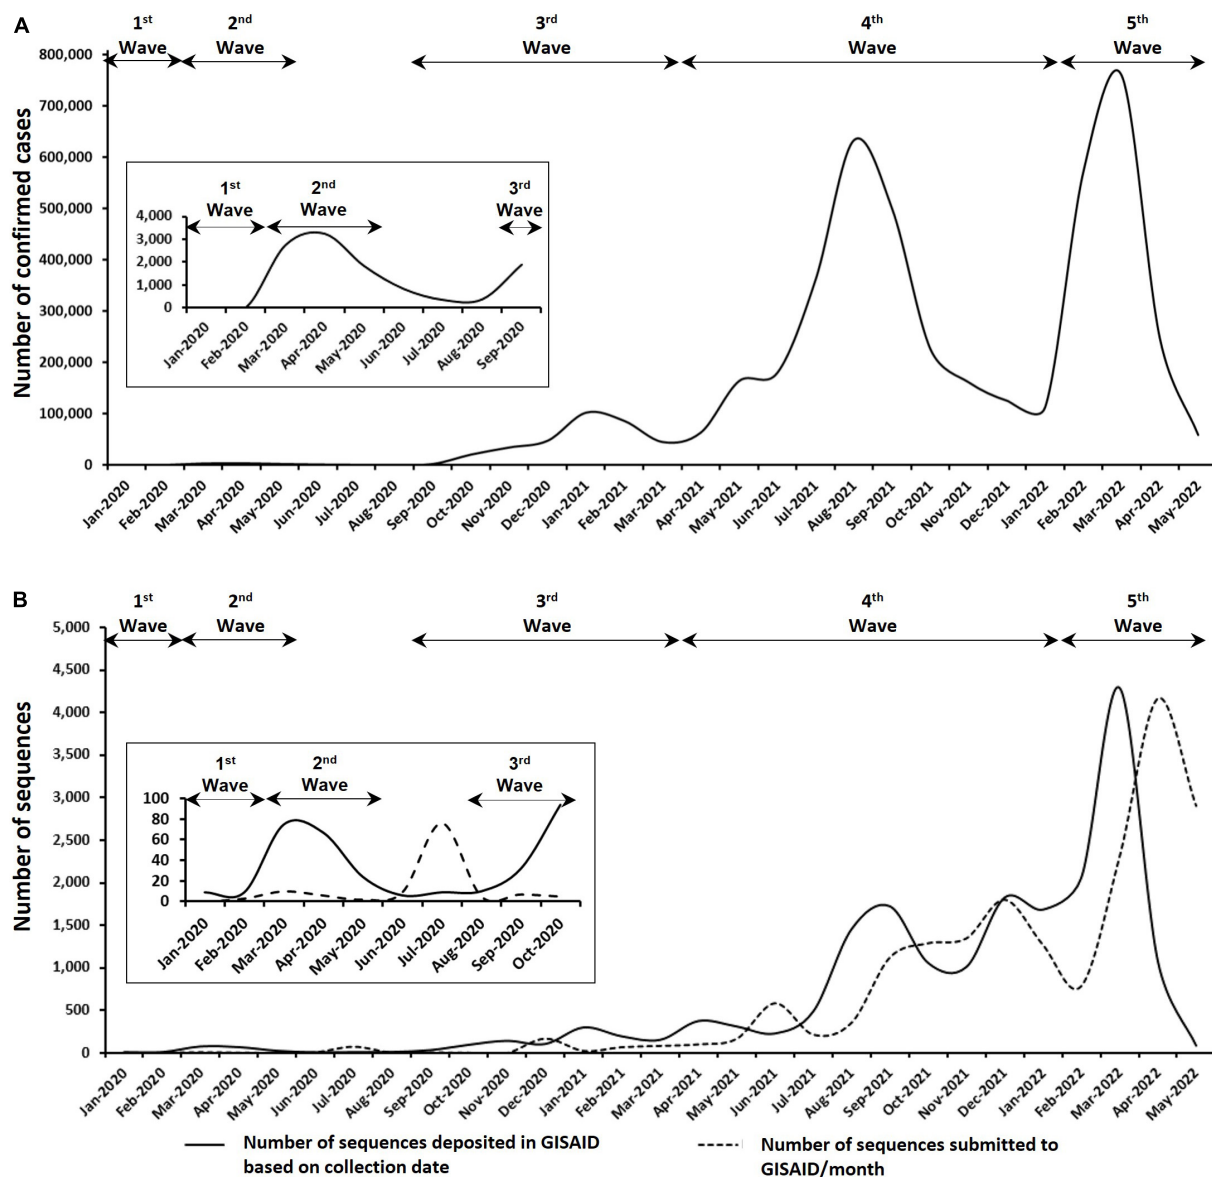 A
1st Wave
2nd Wave
3rd Wave
4th Wave
5th Wave
Number of confirmed cases
800,000
700,000
600,000
500,000
400,000
300,000
200,000
100,000
0
1st Wave
2nd Wave
3rd Wave
4,000
3,000
2,000
1,000
0
Jan-2020
Feb-2020
Mar-2020
Apr-2020
May-2020
Jun-2020
Jul-2020
Aug-2020
Sep-2020
Jan-2020
Feb-2020
Mar-2020
Apr-2020
May-2020
Jun-2020
Jul-2020
Aug-2020
Sep-2020
Oct-2020
Nov-2020
Dec-2020
Jan-2021
Feb-2021
Mar-2021
Apr-2021
May-2021
Jun-2021
Jul-2021
Aug-2021
Sep-2021
Oct-2021
Nov-2021
Dec-2021
Jan-2022
Feb-2022
Mar-2022
Apr-2022
May-2022
B
1st Wave
2nd Wave
3rd Wave
4th Wave
5th Wave
Number of sequences
5,000
4,500
4,000
3,500
3,000
2,500
2,000
1,500
1,000
500
0
1st Wave
2nd Wave
3rd Wave
100
80
60
40
20
0
Jan-2020
Feb-2020
Mar-2020
Apr-2020
May-2020
Jun-2020
Jul-2020
Aug-2020
Sep-2020
Oct-2020
Jan-2020
Feb-2020
Mar-2020
Apr-2020
May-2020
Jun-2020
Jul-2020
Aug-2020
Sep-2020
Oct-2020
Nov-2020
Dec-2020
Jan-2021
Feb-2021
Mar-2021
Apr-2021
May-2021
Jun-2021
Jul-2021
Aug-2021
Sep-2021
Oct-2021
Nov-2021
Dec-2021
Jan-2022
Feb-2022
Mar-2022
Apr-2022
May-2022
Number of sequences deposited in GISAID
based on collection date
Number of sequences submitted to
GISAID/month